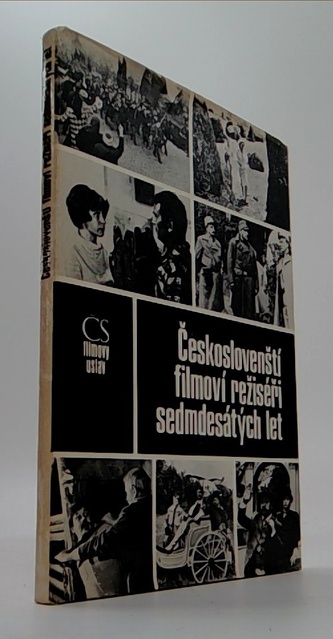 ČS
filmový
ústav
Českoslovenští
filmoví režiséři
sedmdesátých let